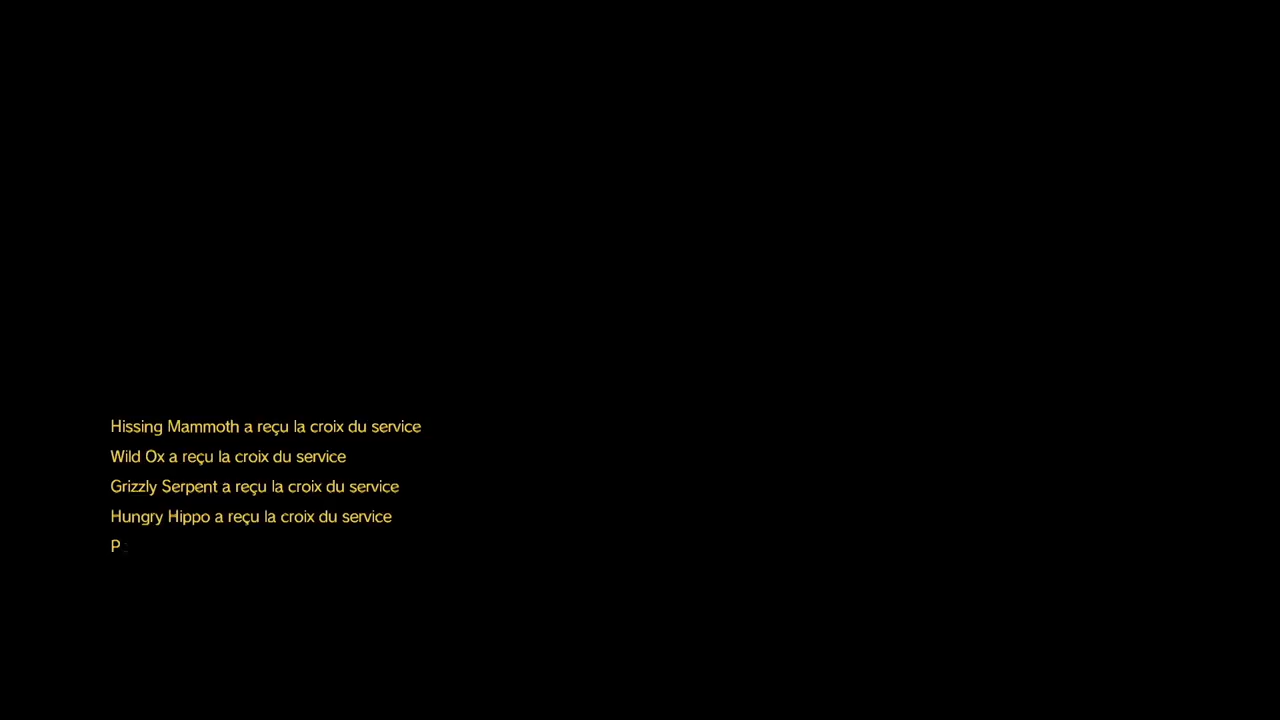 Hissing Mammoth a reçu la croix du service
Wild Ox a reçu la croix du service
Grizzly Serpent a reçu la croix du service
Hungry Hippo a reçu la croix du service
P